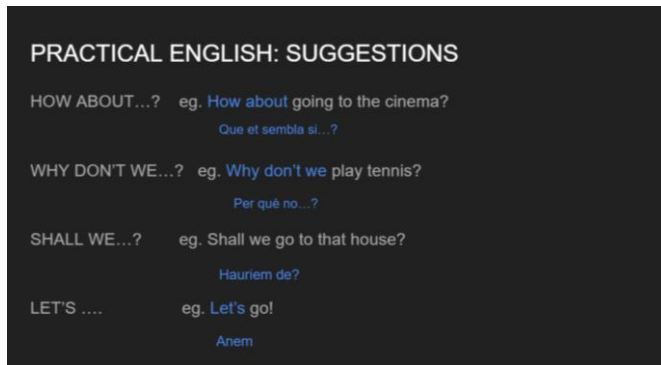 PRACTICAL ENGLISH: SUGGESTIONS
HOW ABOUT...? eg. How about going to the cinema?
Que et sembla si...?
WHY DON'T WE...? eg. Why don't we play tennis?
Per què no...?
SHALL WE...? eg. Shall we go to that house?
Hauriem de?
LET'S .... eg. Let's go!
Anem